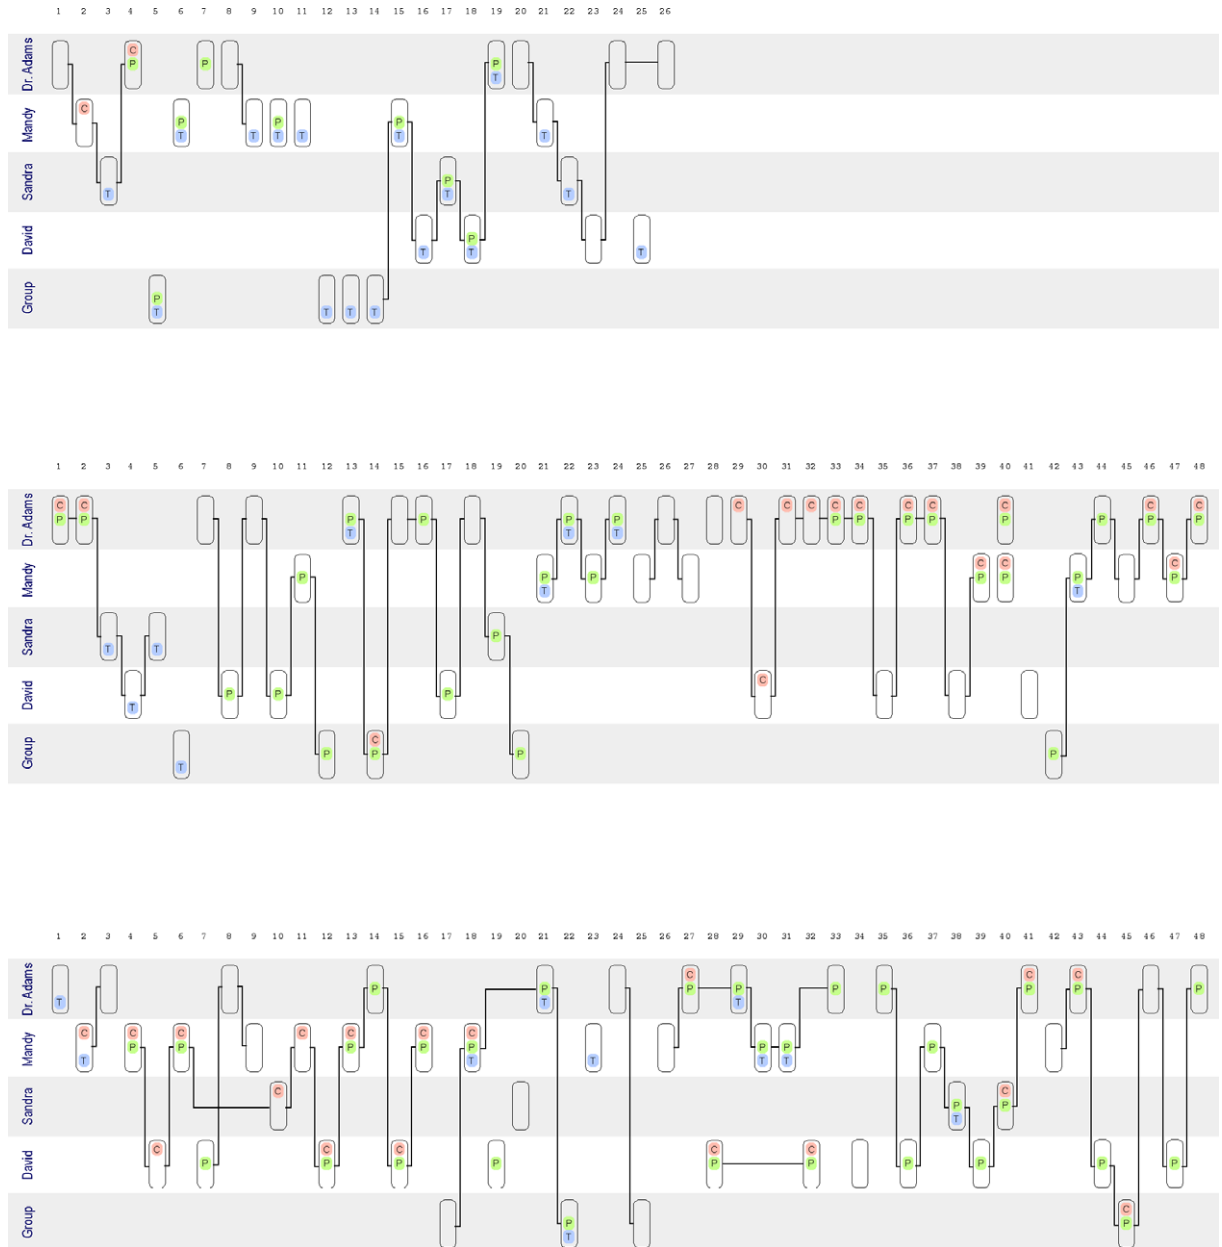 1 2 3 4 5 6 7 8 9 10 11 12 13 14 15 16 17 18 19 20 21 22 23 24 25 26
Dr. Adams
C
P P P
T
Mandy
C
P P P
T T T T T T
Sandra
P
T T T
David
P
T T T
Group
P
T T T T
1 2 3 4 5 6 7 8 9 10 11 12 13 14 15 16 17 18 19 20 21 22 23 24 25 26 27 28 29 30 31 32 33 34 35 36 37 38 39 40 41 42 43 44 45 46 47 48
Dr. Adams
C C C C C C C C C C C C
P P P P P P P P P P P P P P
T T T
Mandy
C C C
P P P P P P P
T T
Sandra
P
T T
David
C
P P P
T
Group
C
P P P P
T
1 2 3 4 5 6 7 8 9 10 11 12 13 14 15 16 17 18 19 20 21 22 23 24 25 26 27 28 29 30 31 32 33 34 35 36 37 38 39 40 41 42 43 44 45 46 47 48
Dr. Adams
C C C
P P P P P P P P P
T T T
Mandy
C C C C C C C
P P P P P P P P
T T T T T
Sandra
C C
P P
T
David
C C C C C
P P P P P P P P P P
Group
C
P P
T